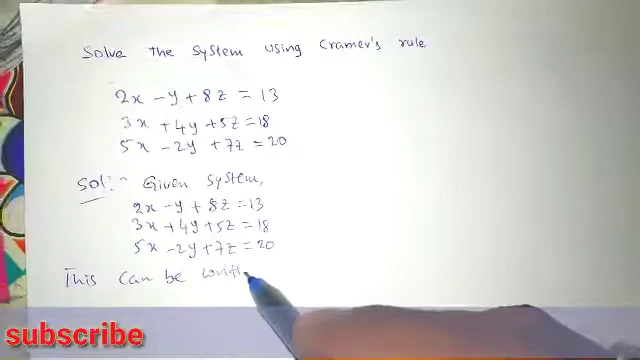 Solve the System using Cramer's rule
2x - y + 8z = 13
3x + 4y + 5z = 18
5x - 2y + 7z = 20
Sol:- Given System,
2x - y + 8z = 13
3x + 4y + 5z = 18
5x - 2y + 7z = 20
This can be writt
subscribe